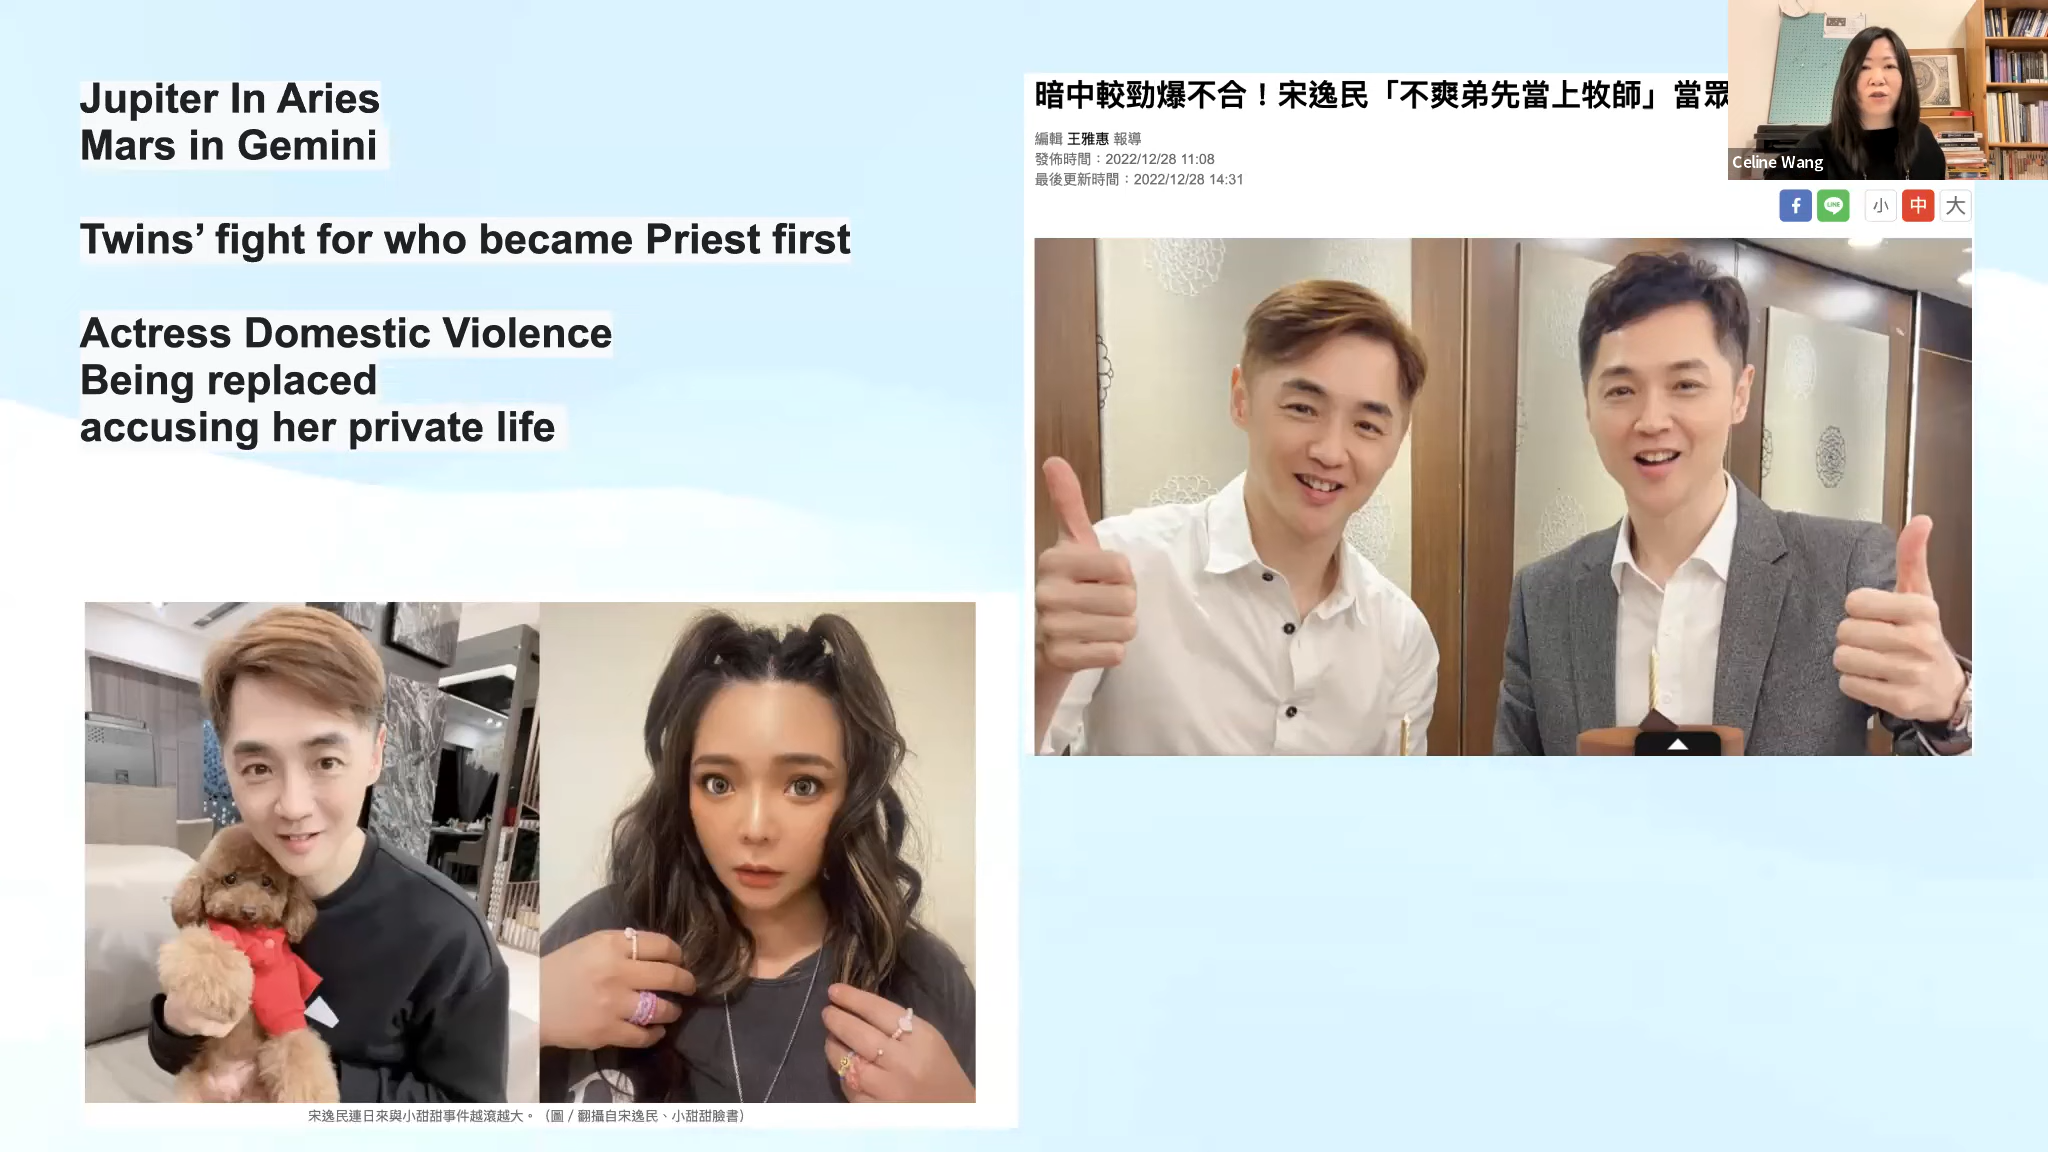 Jupiter In Aries
Mars in Gemini
Twins’ fight for who became Priest first
Actress Domestic Violence
Being replaced
accusing her private life
暗中較勁爆不合！宋逸民「不爽弟先當上牧師」當眾
編輯 王雅惠 報導
發佈時間：2022/12/28 11:08
最後更新時間：2022/12/28 14:31
Celine Wang
f
LINE
小
中
大
宋逸民連日來與小甜甜事件越滾越大。（圖／翻攝自宋逸民、小甜甜臉書）